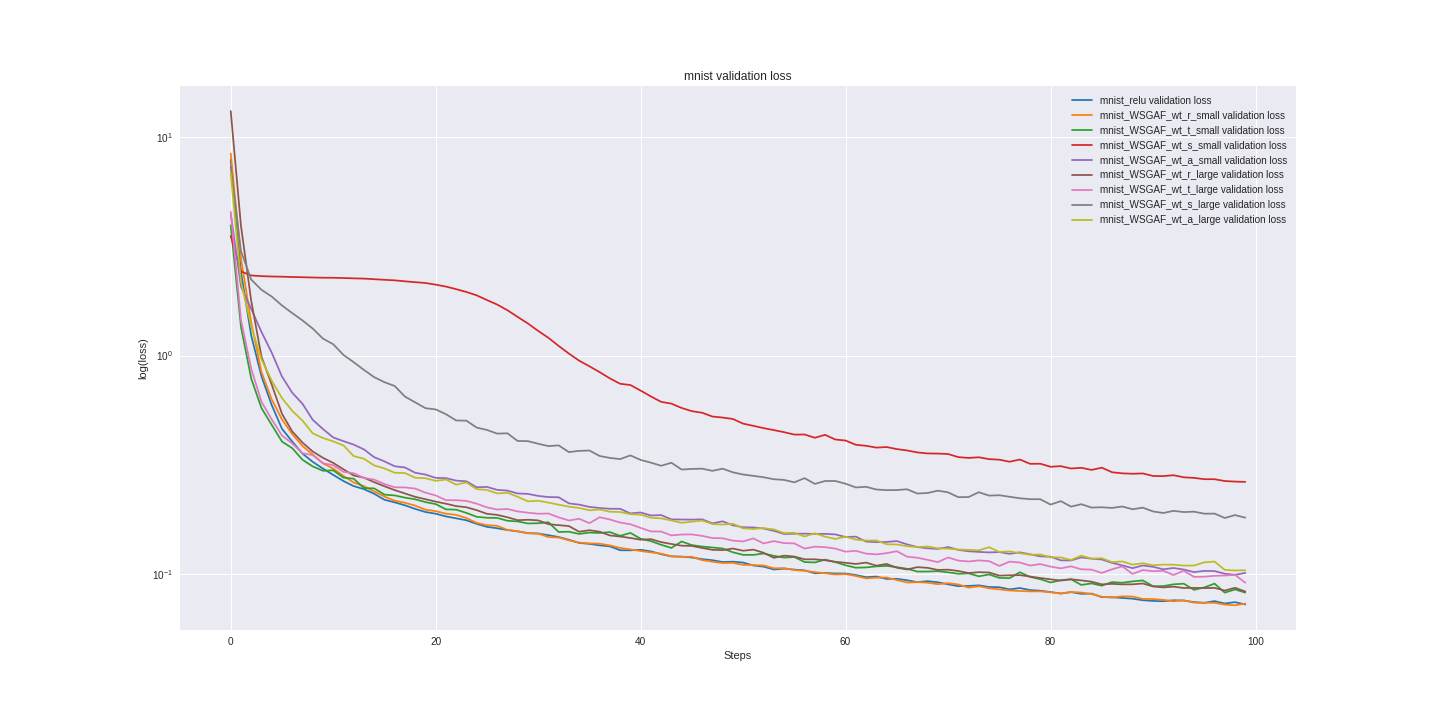 mnist validation loss
mnist_relu validation loss
mnist_WSGAF_wt_r_small validation loss
mnist_WSGAF_wt_t_small validation loss
mnist_WSGAF_wt_s_small validation loss
mnist_WSGAF_wt_a_small validation loss
mnist_WSGAF_wt_r_large validation loss
mnist_WSGAF_wt_t_large validation loss
mnist_WSGAF_wt_s_large validation loss
mnist_WSGAF_wt_a_large validation loss
log(loss)
10¹
10⁰
10⁻¹
0 20 40 60 80 100
Steps